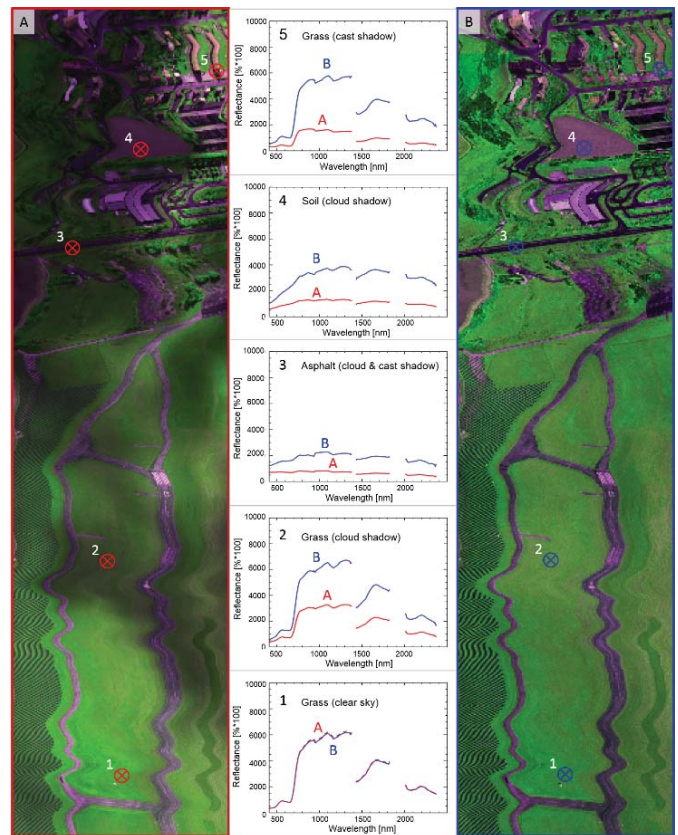 A
5 Grass (cast shadow)
Reflectance [%*100]
10000
8000
6000
4000
2000
0
B
A
500 1000 1500 2000
Wavelength [nm]
4 Soil (cloud shadow)
Reflectance [%*100]
10000
8000
6000
4000
2000
0
B
A
500 1000 1500 2000
Wavelength [nm]
3 Asphalt (cloud & cast shadow)
Reflectance [%*100]
10000
8000
6000
4000
2000
0
B
A
500 1000 1500 2000
Wavelength [nm]
2 Grass (cloud shadow)
Reflectance [%*100]
10000
8000
6000
4000
2000
0
B
A
500 1000 1500 2000
Wavelength [nm]
1 Grass (clear sky)
Reflectance [%*100]
10000
8000
6000
4000
2000
0
A
B
500 1000 1500 2000
Wavelength [nm]
5
4
3
2
1
B
5
4
3
2
1